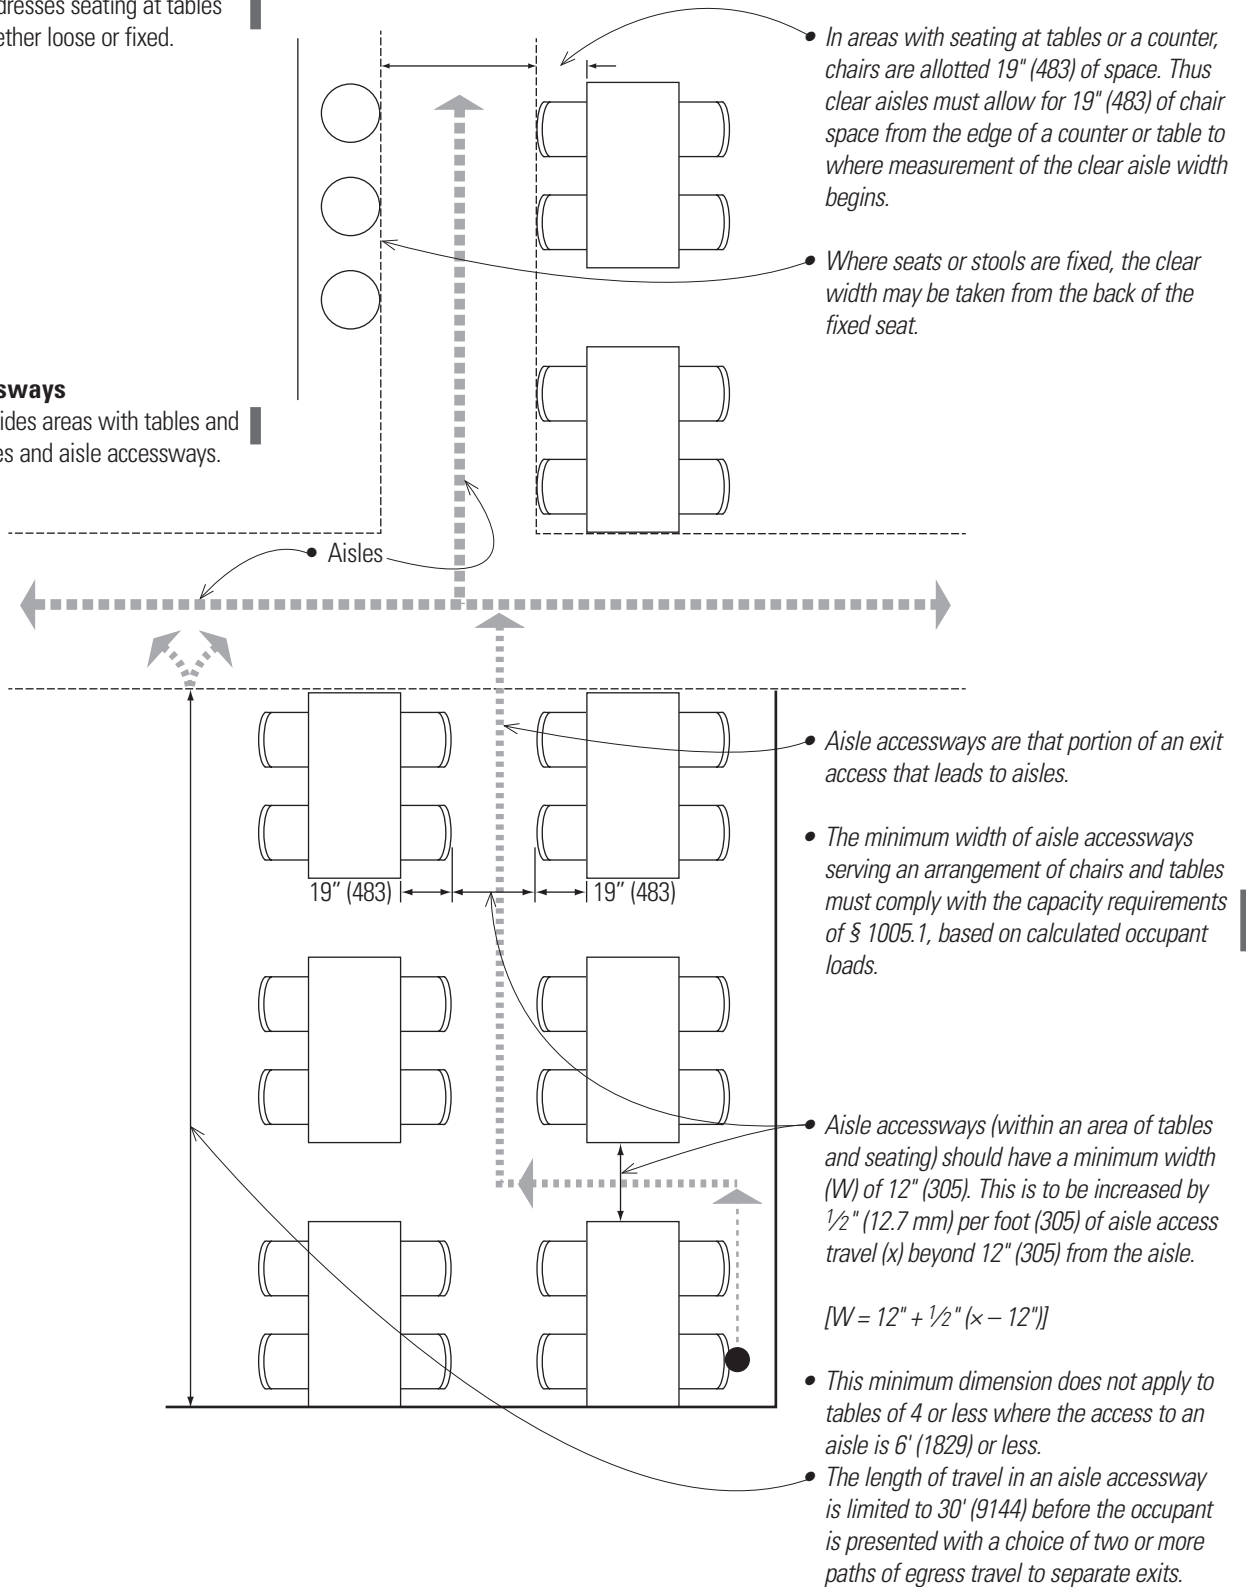 dresses seating at tables
ether loose or fixed.
sways
ides areas with tables and
es and aisle accessways.
• In areas with seating at tables or a counter,
chairs are allotted 19" (483) of space. Thus
clear aisles must allow for 19" (483) of chair
space from the edge of a counter or table to
where measurement of the clear aisle width
begins.
• Where seats or stools are fixed, the clear
width may be taken from the back of the
fixed seat.
• Aisles
• Aisle accessways are that portion of an exit
access that leads to aisles.
• The minimum width of aisle accessways
serving an arrangement of chairs and tables
must comply with the capacity requirements
of § 1005.1, based on calculated occupant
loads.
19" (483)
19" (483)
• Aisle accessways (within an area of tables
and seating) should have a minimum width
(W) of 12" (305). This is to be increased by
½" (12.7 mm) per foot (305) of aisle access
travel (x) beyond 12" (305) from the aisle.
[W = 12" + ½" (× – 12")]
• This minimum dimension does not apply to
tables of 4 or less where the access to an
aisle is 6' (1829) or less.
• The length of travel in an aisle accessway
is limited to 30' (9144) before the occupant
is presented with a choice of two or more
paths of egress travel to separate exits.